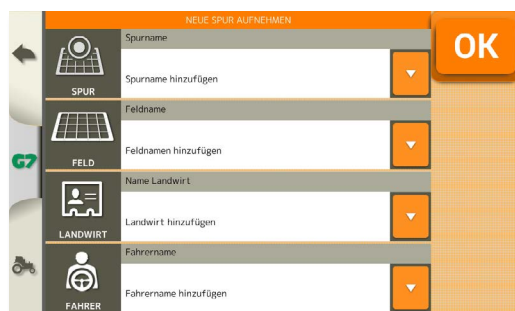 NEUE SPUR AUFNEHMEN
OK
Spurname
Spurname hinzufügen
SPUR
Feldname
Feldnamen hinzufügen
FELD
G7
Name Landwirt
Landwirt hinzufügen
LANDWIRT
Fahrername
Fahrername hinzufügen
FAHRER